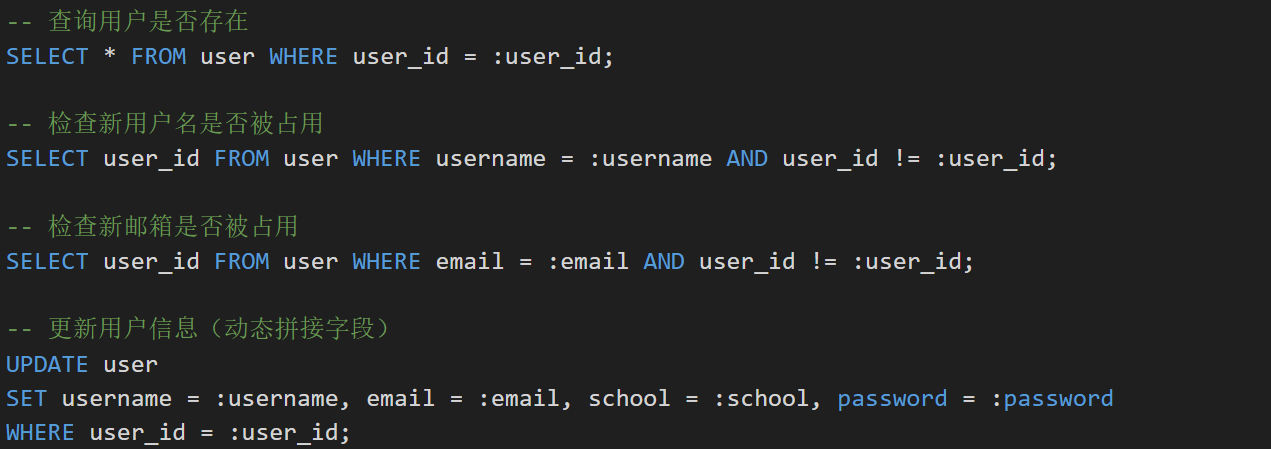 -- 查询用户是否存在
SELECT * FROM user WHERE user_id = :user_id;
-- 检查新用户名是否被占用
SELECT user_id FROM user WHERE username = :username AND user_id != :user_id;
-- 检查新邮箱是否被占用
SELECT user_id FROM user WHERE email = :email AND user_id != :user_id;
-- 更新用户信息（动态拼接字段）
UPDATE user
SET username = :username, email = :email, school = :school, password = :password
WHERE user_id = :user_id;